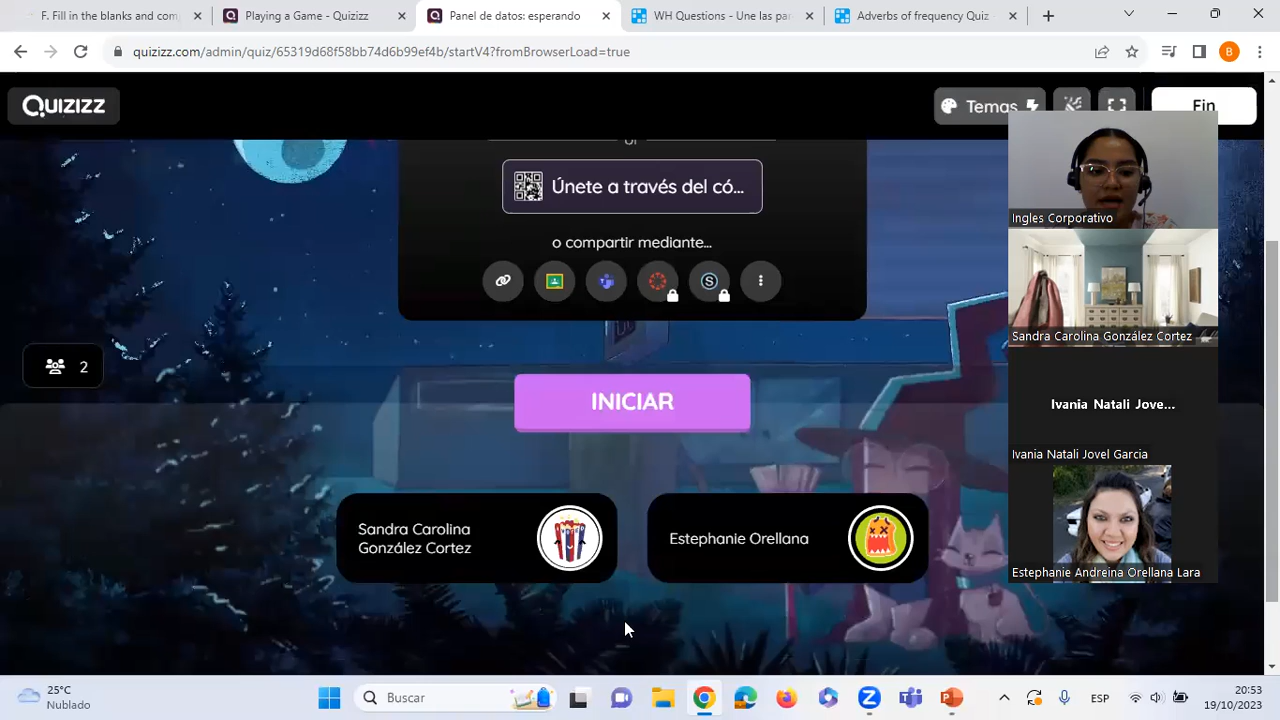 F. Fill in the blanks and com
Playing a Game - Quizizz
Panel de datos: esperando
WH Questions - Une las par
Adverbs of frequency Quiz -
quizizz.com/admin/quiz/65319d68f58bb74d6b99ef4b/startV4?fromBrowserLoad=true
B
QUIZIZZ
Temas
Fin
or
Únete a través del có...
o compartir mediante...
S
2
INICIAR
Sandra Carolina
González Cortez
Estephanie Orellana
Ingles Corporativo
Sandra Carolina González Cortez
Ivania Natali Jove...
Ivania Natali Jovel Garcia
Estephanie Andreina Orellana Lara
25°C
Nublado
Buscar
ESP
20:53
19/10/2023